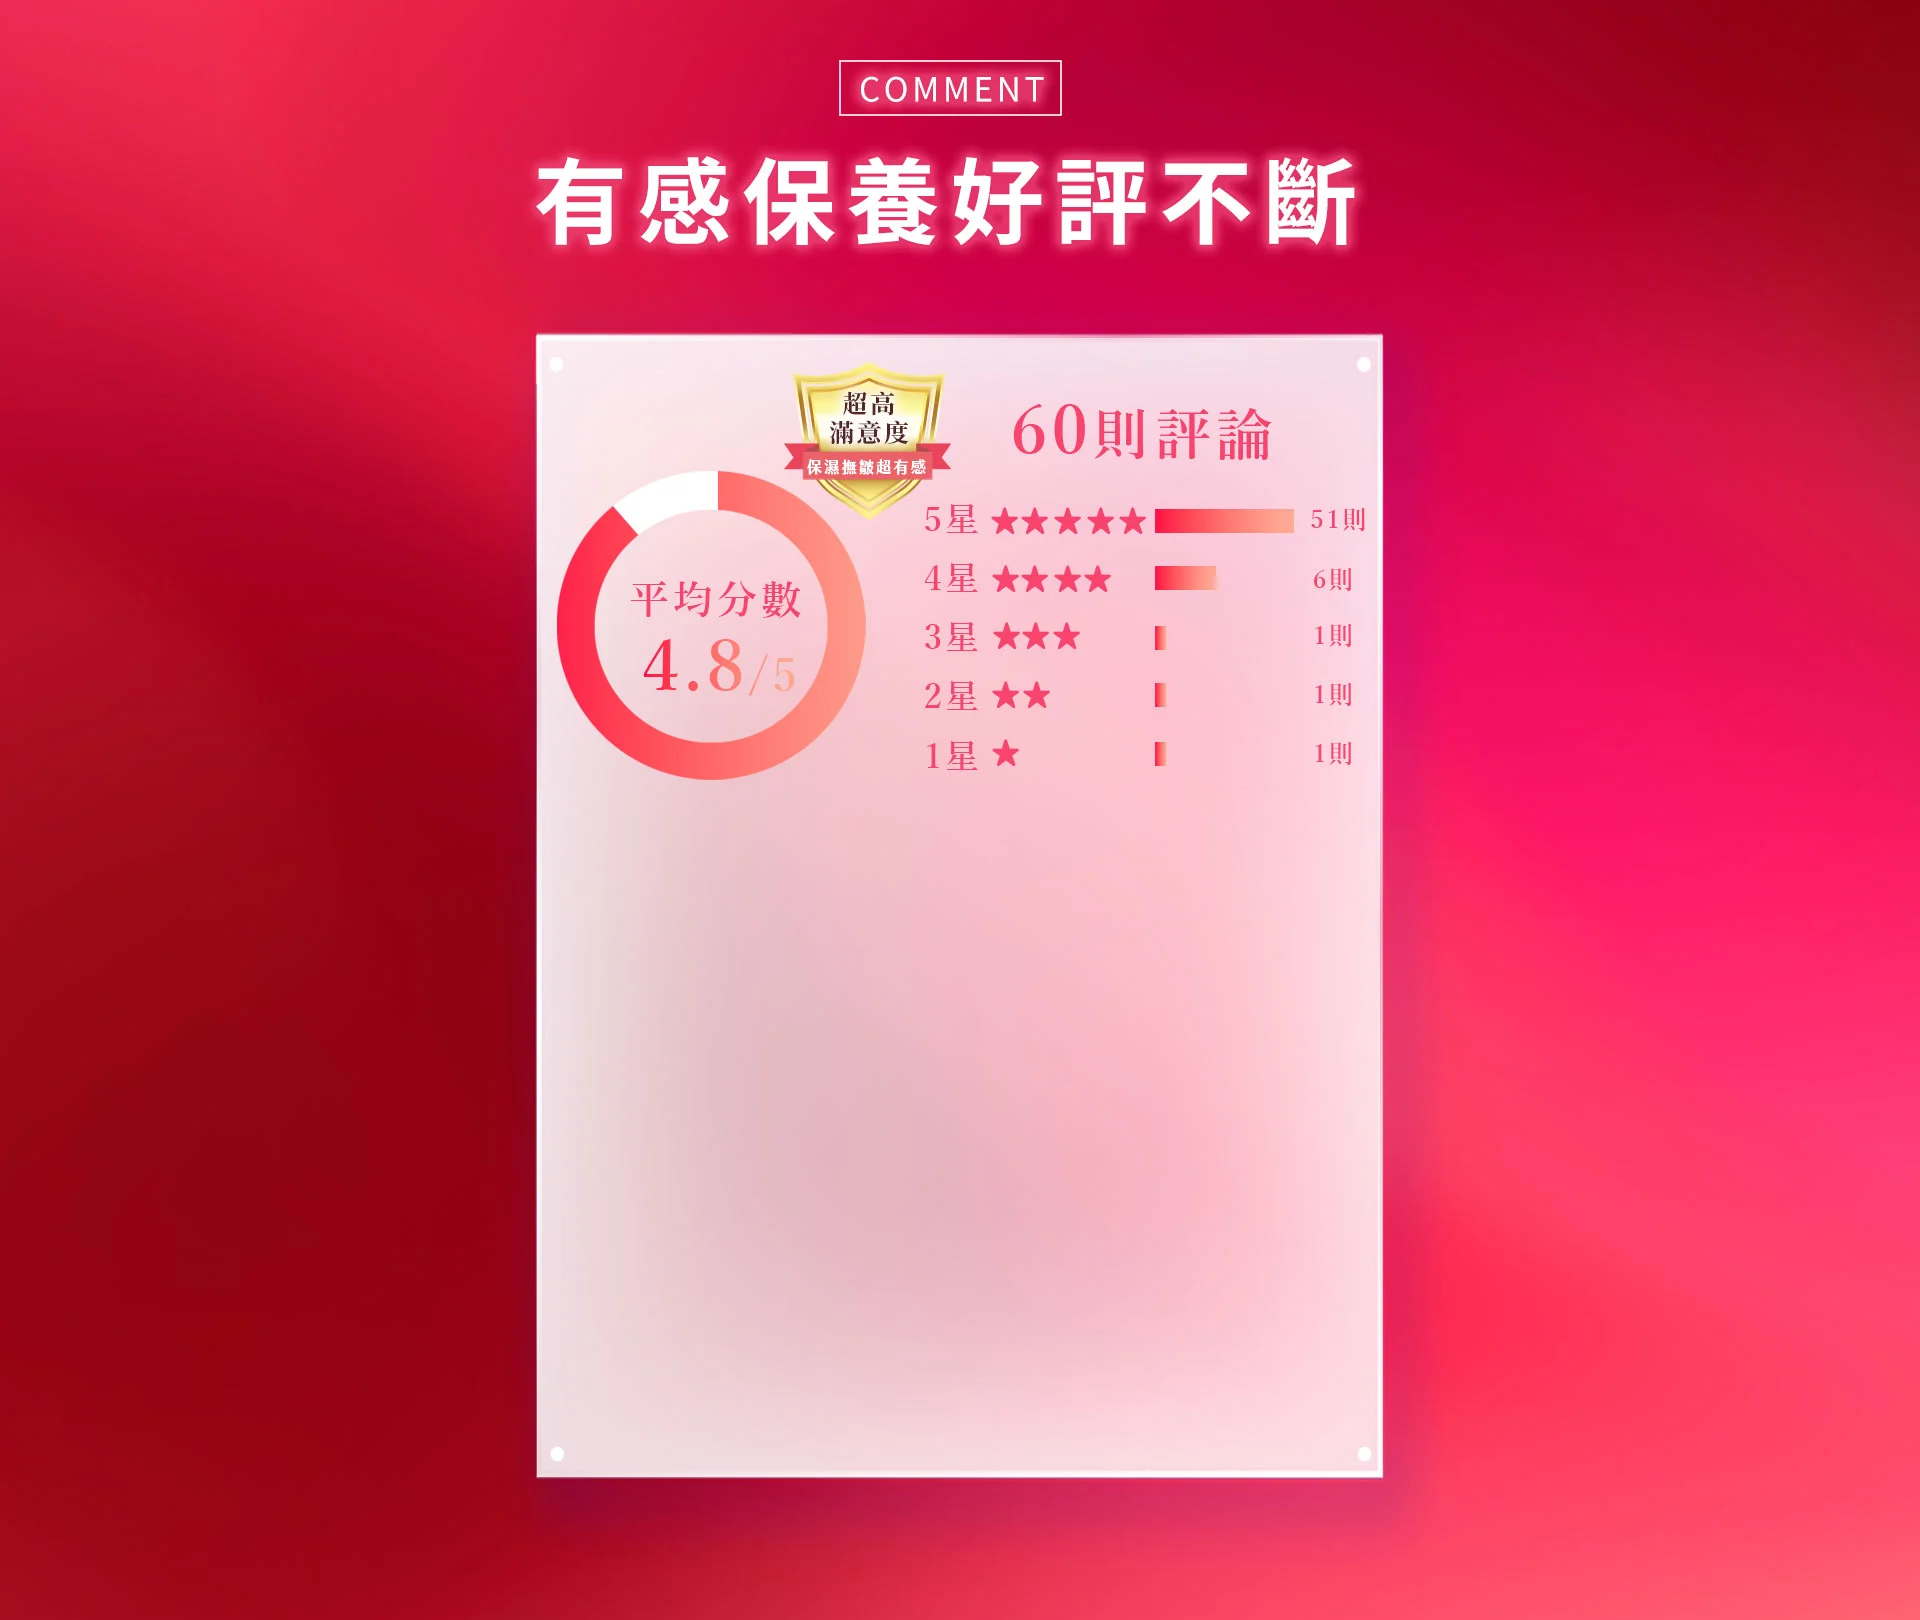 COMMENT
有感保養好評不斷
超高
滿意度
保濕撫皺超有感
60則評論
平均分數
4.8/5
5星 ★★★★★ 51則
4星 ★★★★ 6則
3星 ★★★ 1則
2星 ★★ 1則
1星 ★ 1則